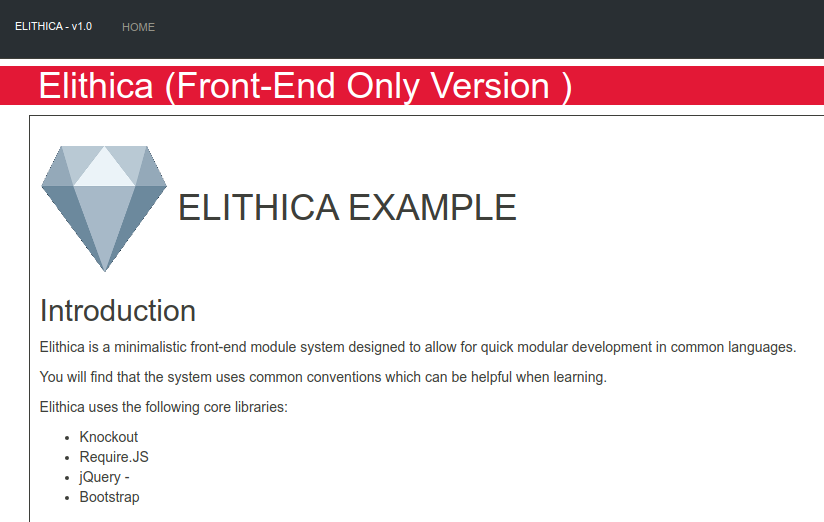 ELITHICA - v1.0 HOME
Elithica (Front-End Only Version )
ELITHICA EXAMPLE
Introduction
Elithica is a minimalistic front-end module system designed to allow for quick modular development in common languages.
You will find that the system uses common conventions which can be helpful when learning.
Elithica uses the following core libraries:
• Knockout
• Require.JS
• jQuery -
• Bootstrap